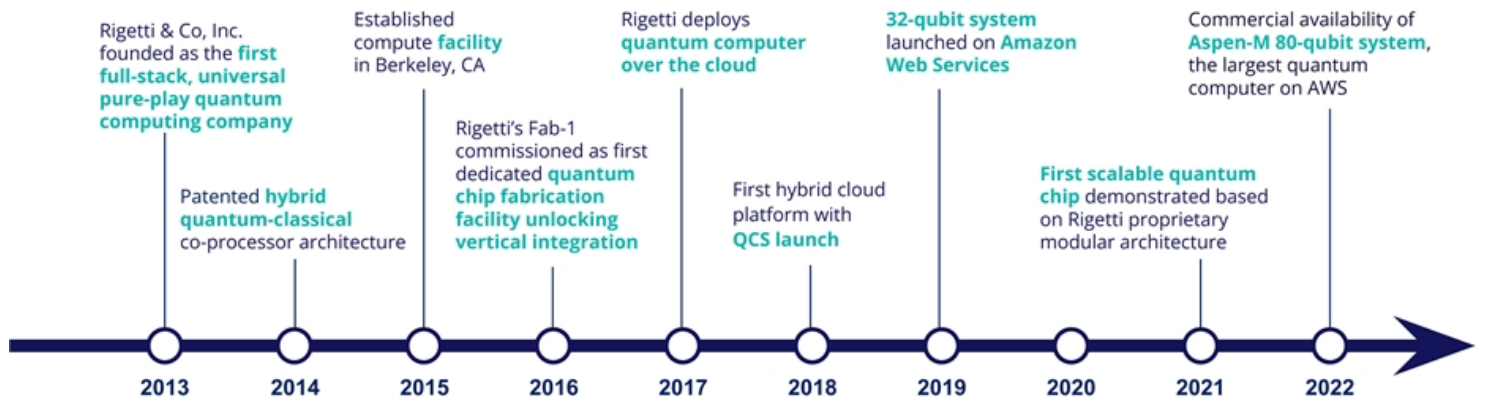 Rigetti & Co, Inc.
founded as the first
full-stack, universal
pure-play quantum
computing company
Patented hybrid
quantum-classical
co-processor architecture
Established
compute facility
in Berkeley, CA
Rigetti's Fab-1
commissioned as first
dedicated quantum
chip fabrication
facility unlocking
vertical integration
Rigetti deploys
quantum computer
over the cloud
First hybrid cloud
platform with
QCS launch
32-qubit system
launched on Amazon
Web Services
First scalable quantum
chip demonstrated based
on Rigetti proprietary
modular architecture
Commercial availability of
Aspen-M 80-qubit system,
the largest quantum
computer on AWS
2013 2014 2015 2016 2017 2018 2019 2020 2021 2022